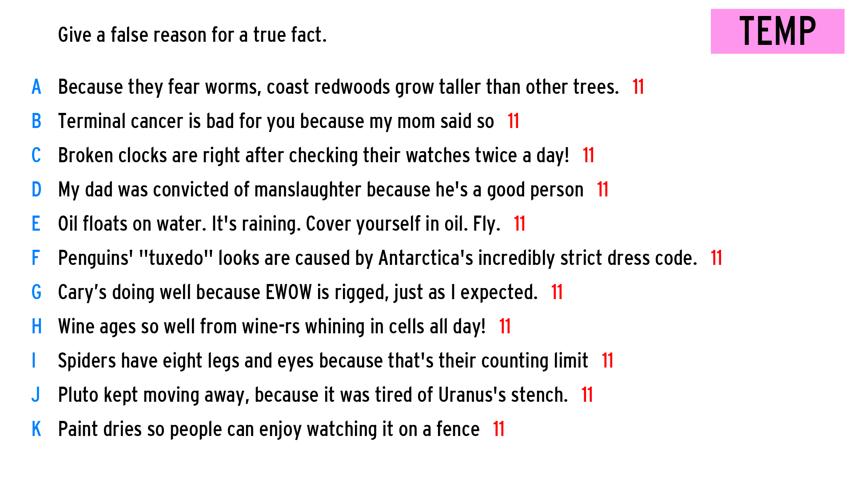 Give a false reason for a true fact.
TEMP
A Because they fear worms, coast redwoods grow taller than other trees. 11
B Terminal cancer is bad for you because my mom said so 11
C Broken clocks are right after checking their watches twice a day! 11
D My dad was convicted of manslaughter because he's a good person 11
E Oil floats on water. It's raining. Cover yourself in oil. Fly. 11
F Penguins' "tuxedo" looks are caused by Antarctica's incredibly strict dress code. 11
G Cary’s doing well because EWOW is rigged, just as I expected. 11
H Wine ages so well from wine-rs whining in cells all day! 11
I Spiders have eight legs and eyes because that's their counting limit 11
J Pluto kept moving away, because it was tired of Uranus's stench. 11
K Paint dries so people can enjoy watching it on a fence 11